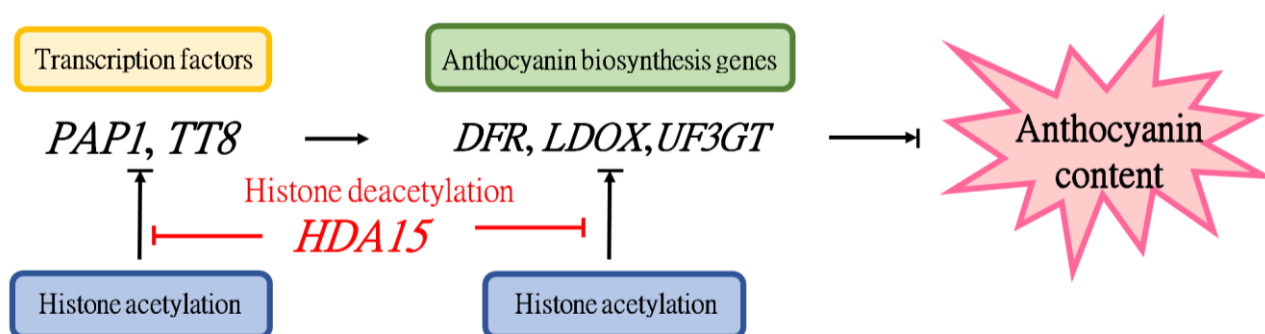 Transcription factors
Anthocyanin biosynthesis genes
PAP1, TT8
DFR, LDOX,UF3GT
Anthocyanin
content
Histone deacetylation
HDA15
Histone acetylation
Histone acetylation